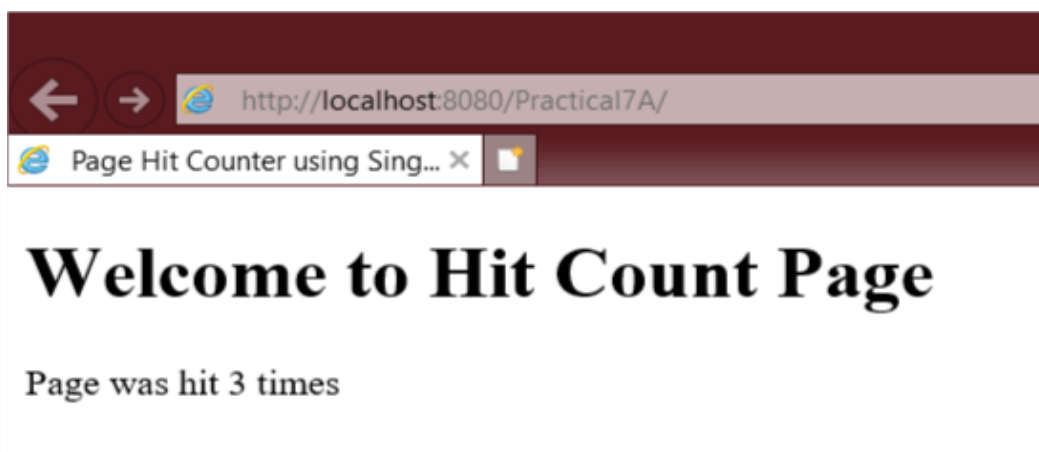 http://localhost:8080/Practical7A/
Page Hit Counter using Sing...
Welcome to Hit Count Page
Page was hit 3 times